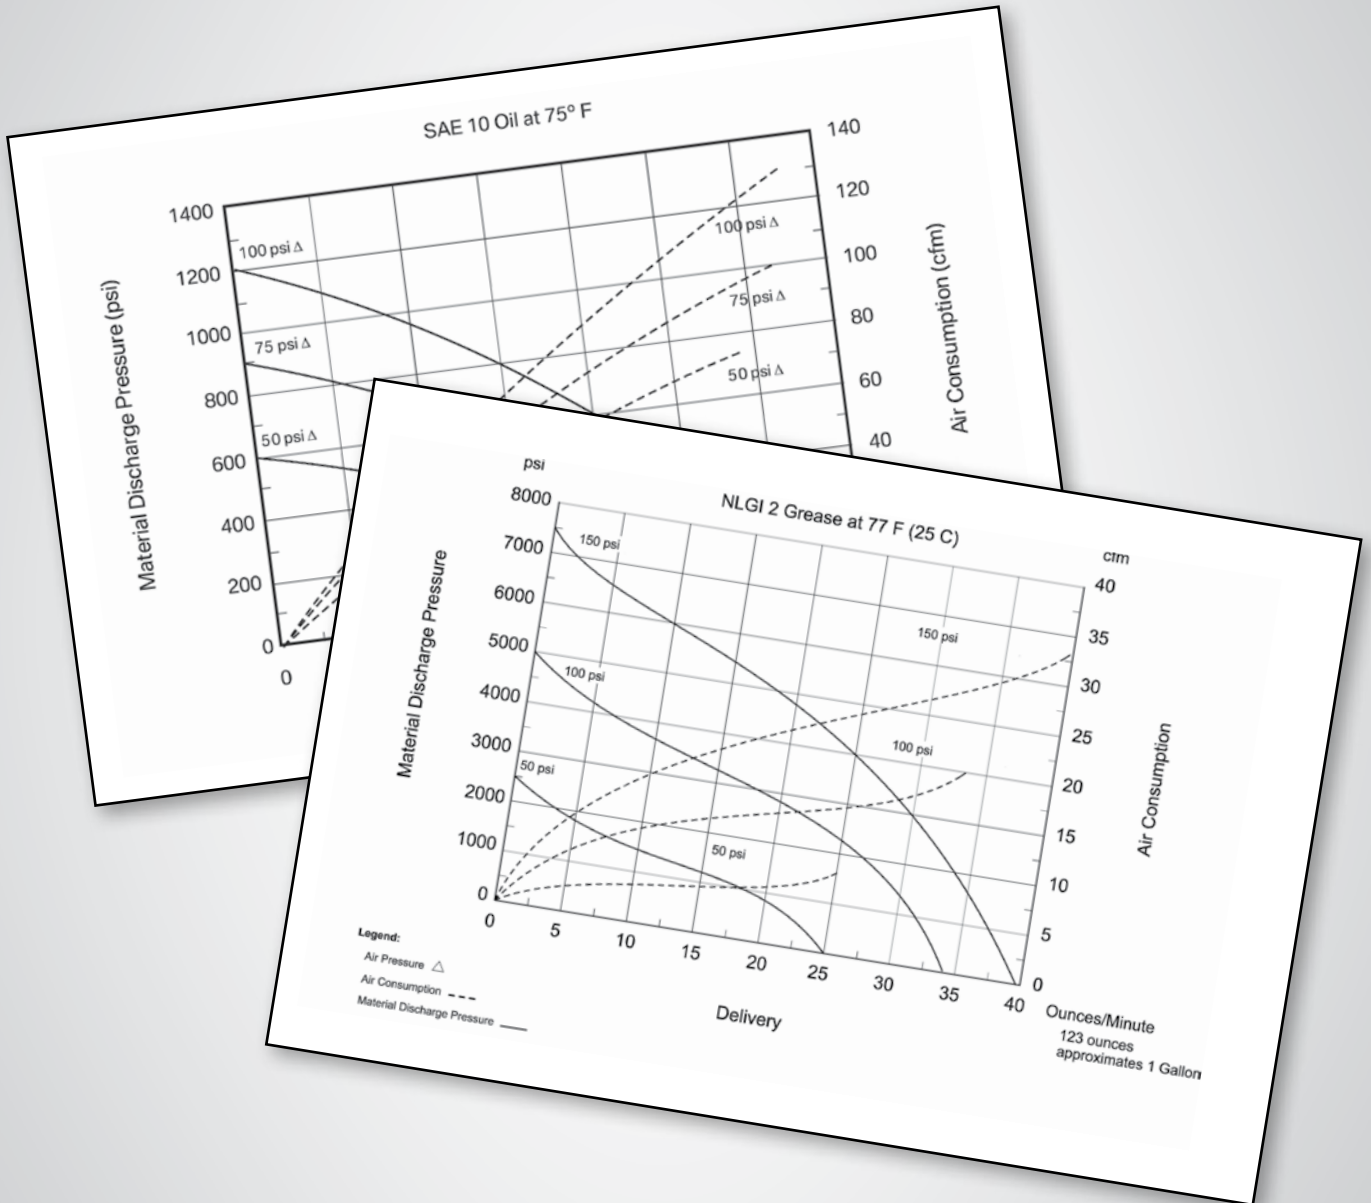 SAE 10 Oil at 75° F
Material Discharge Pressure (psi)
1400
1200
1000
800
600
400
200
0
0
100 psi Δ
75 psi Δ
50 psi Δ
100 psi Δ
75 psi Δ
50 psi Δ
140
120
100
80
60
40
Air Consumption (cfm)
NLGI 2 Grease at 77 F (25 C)
psi
8000
7000
6000
5000
4000
3000
2000
1000
0
Material Discharge Pressure
150 psi
100 psi
50 psi
150 psi
100 psi
50 psi
cfm
40
35
30
25
20
15
10
5
0
Air Consumption
0 5 10 15 20 25 30 35 40
Delivery
Ounces/Minute
123 ounces
approximates 1 Gallon
Legend:
Air Pressure △
Air Consumption
Material Discharge Pressure